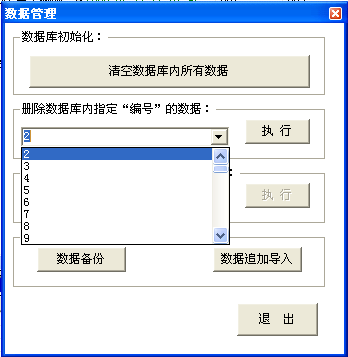 数据管理
数据库初始化：
清空数据库内所有数据
删除数据库内指定“编号”的数据：
2
执 行
2
3
4
5
6
7
8
9
：
执 行
数据备份
数据追加导入
退 出